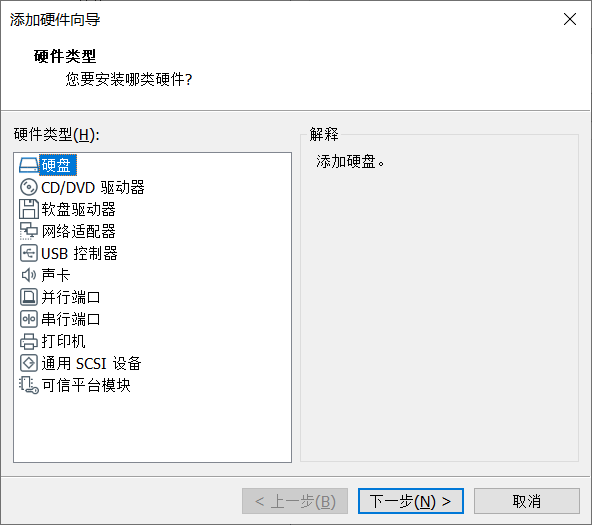 添加硬件向导
硬件类型
您要安装哪类硬件?
硬件类型(H):
硬盘
CD/DVD 驱动器
软盘驱动器
网络适配器
USB 控制器
声卡
并行端口
串行端口
打印机
通用 SCSI 设备
可信平台模块
解释
添加硬盘。
< 上一步(B)
下一步(N) >
取消